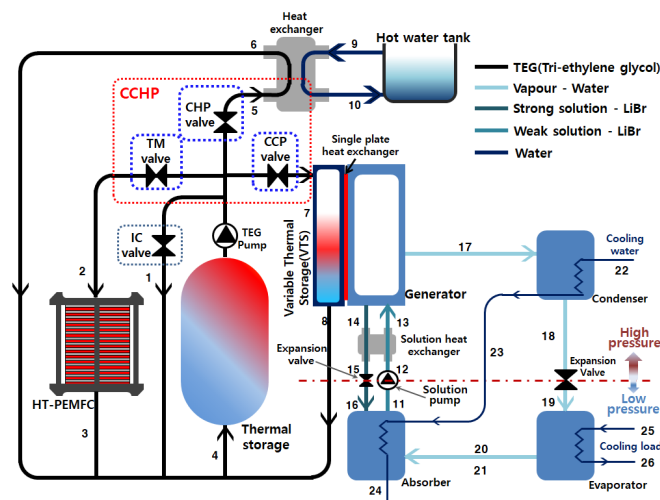 Heat
exchanger
Hot water tank
6
9
5
10
CCHP
CHP
valve
TM
valve
CCP
valve
Single plate
heat exchanger
TEG(Tri-ethylene glycol)
Vapour - Water
Strong solution - LiBr
Weak solution - LiBr
Water
IC
valve
TEG
Pump
Variable Thermal
Storage(VTS)
7
8
2
1
17
Generator
Cooling
water
22
Condenser
14
13
Solution heat
exchanger
23
18
High
pressure
Expansion
valve
15
12
Solution
pump
Expansion
Valve
Low
pressure
16
11
19
HT-PEMFC
3
Thermal
storage
4
24
Absorber
20
21
25
Cooling load
26
Evaporator